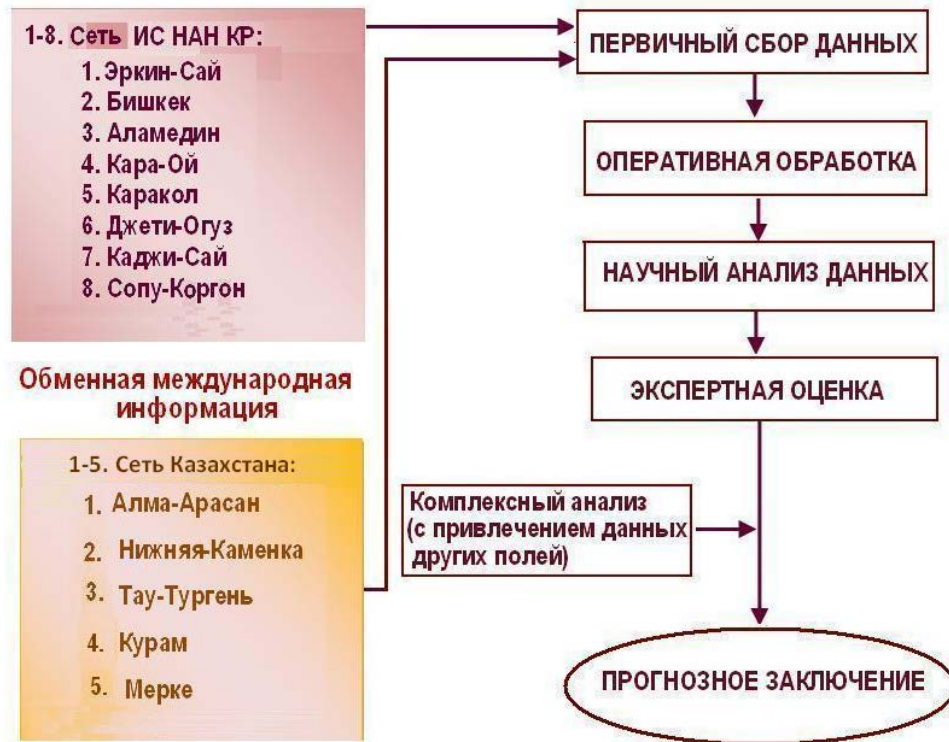 1-8. Сеть ИС НАН КР:
1. Эркин-Сай
2. Бишкек
3. Аламедин
4. Кара-Ой
5. Каракол
6. Джети-Огуз
7. Каджи-Сай
8. Сопу-Коргон
Обменная международная
информация
1-5. Сеть Казахстана:
1. Алма-Арасан
2. Нижняя-Каменка
3. Тау-Тургень
4. Курам
5. Мерке
ПЕРВИЧНЫЙ СБОР ДАННЫХ
ОПЕРАТИВНАЯ ОБРАБОТКА
НАУЧНЫЙ АНАЛИЗ ДАННЫХ
ЭКСПЕРТНАЯ ОЦЕНКА
Комплексный анализ
(с привлечением данных
других полей)
ПРОГНОЗНОЕ ЗАКЛЮЧЕНИЕ